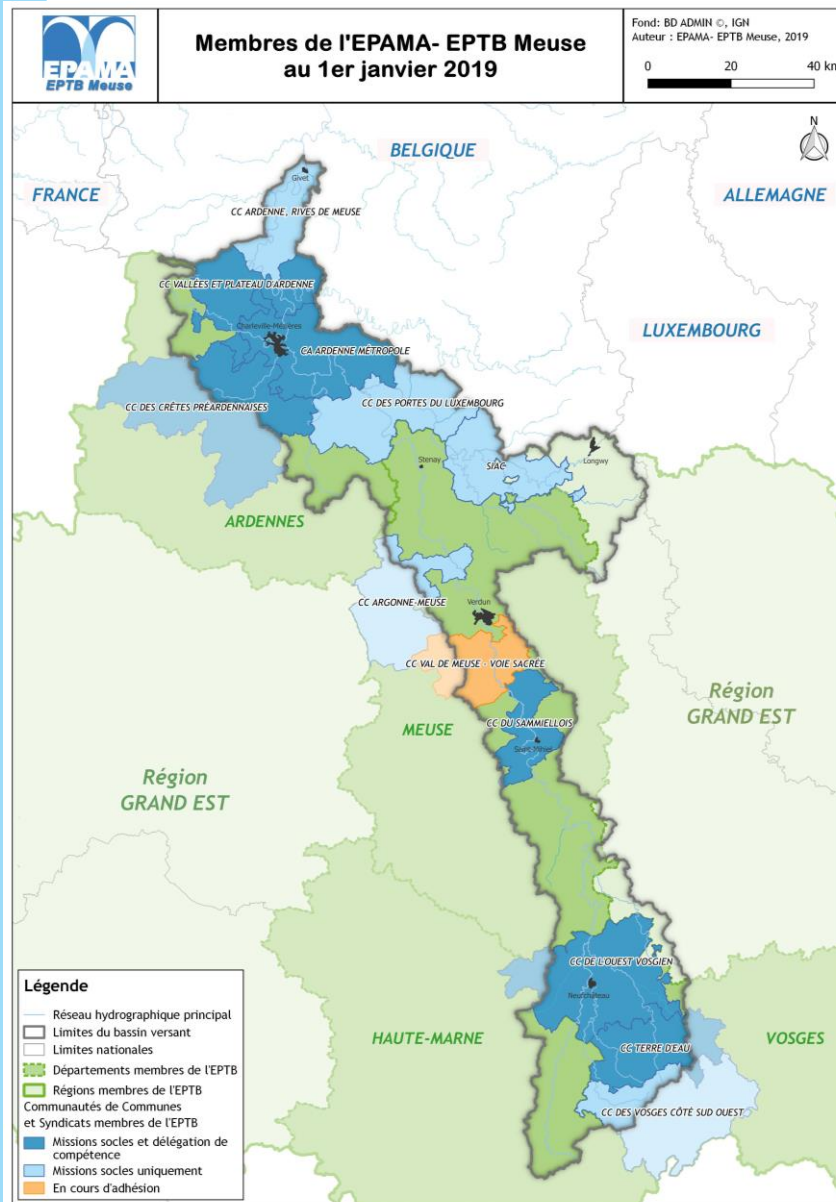 EPAMA
EPTB Meuse
Membres de l'EPAMA- EPTB Meuse
au 1er janvier 2019
Fond: BD ADMIN ©, IGN
Auteur : EPAMA- EPTB Meuse, 2019
0 20 40 km
N
BELGIQUE
FRANCE
ALLEMAGNE
Givet
CC ARDENNE, RIVES DE MEUSE
CC VALLÉES ET PLATEAU D'ARDENNE
Charleville-Mézières
LUXEMBOURG
CA ARDENNE MÉTROPOLE
CC DES CRÊTES PRÉARDENNAISES
CC DES PORTES DU LUXEMBOURG
Longwy
Stenay
SIAC
ARDENNES
CC ARGONNE-MEUSE
Verdun
CC VAL DE MEUSE - VOIE SACRÉE
Région
GRAND EST
CC DU SAMMIELLOIS
MEUSE
Saint Mihiel
Région
GRAND EST
CC DE L'OUEST VOSGIEN
Neufchâteau
HAUTE-MARNE
VOSGES
CC TERRE D'EAU
CC DES VOSGES CÔTÉ SUD OUEST
Légende
Réseau hydrographique principal
Limites du bassin versant
Limites nationales
Départements membres de l'EPTB
Régions membres de l'EPTB
Communautés de Communes
et Syndicats membres de l'EPTB
Missions socles et délégation de
compétence
Missions socles uniquement
En cours d'adhésion